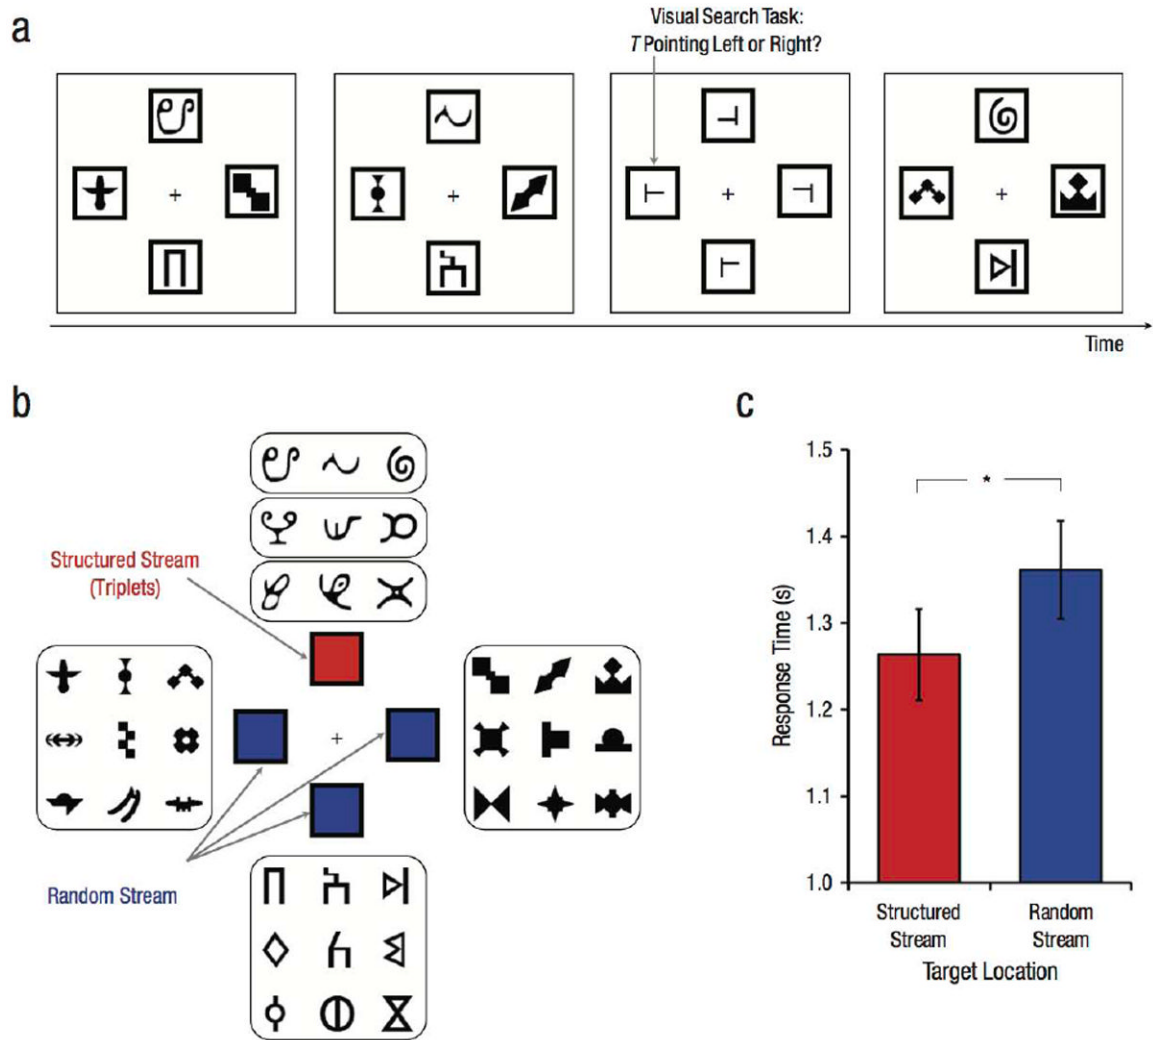 a
Visual Search Task:
T Pointing Left or Right?
+
+
+
+
Time
b
Structured Stream
(Triplets)
+
Random Stream
c
Response Time (s)
1.5
1.4
1.3
1.2
1.1
1.0
*
Structured
Stream
Random
Stream
Target Location